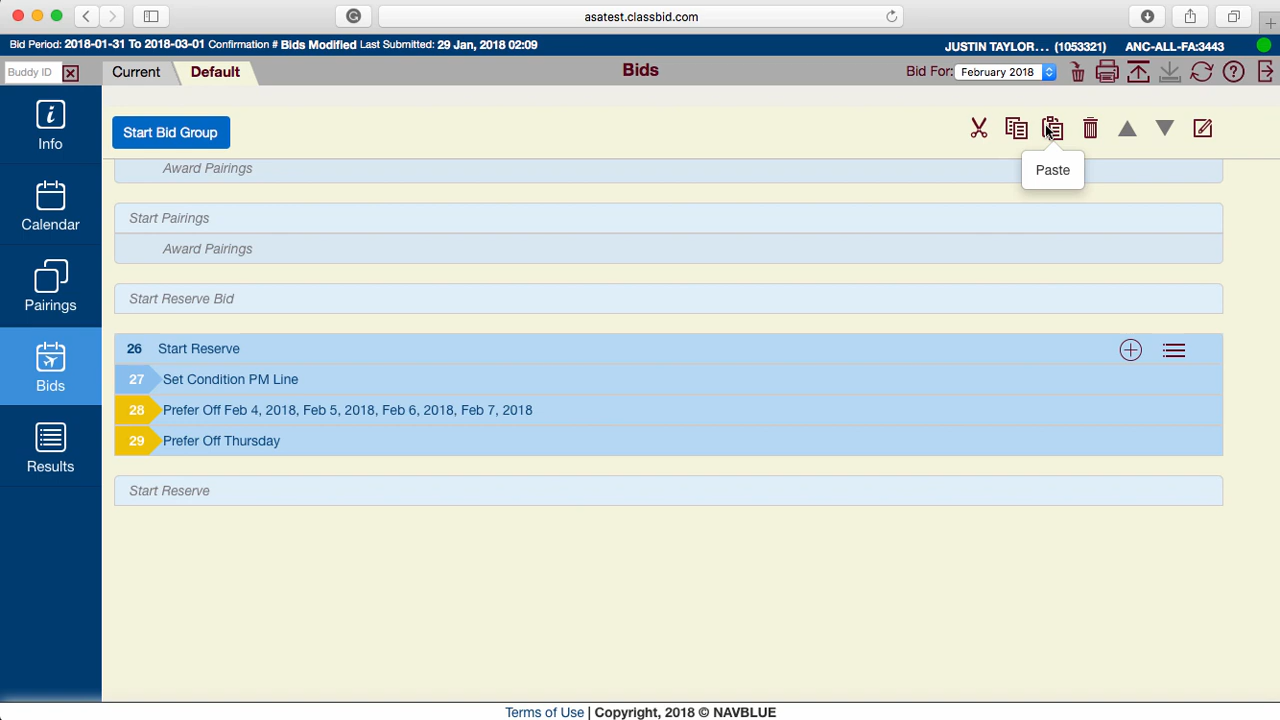 asatest.classbid.com
Bid Period: 2018-01-31 To 2018-03-01 Confirmation # Bids Modified Last Submitted: 29 Jan, 2018 02:09
JUSTIN TAYLOR... (1053321) ANC-ALL-FA:3443
Buddy ID
Current
Default
Bids
Bid For: February 2018
Info
Calendar
Pairings
Bids
Results
Start Bid Group
Paste
Award Pairings
Start Pairings
Award Pairings
Start Reserve Bid
26 Start Reserve
27 Set Condition PM Line
28 Prefer Off Feb 4, 2018, Feb 5, 2018, Feb 6, 2018, Feb 7, 2018
29 Prefer Off Thursday
Start Reserve
Terms of Use | Copyright, 2018 © NAVBLUE